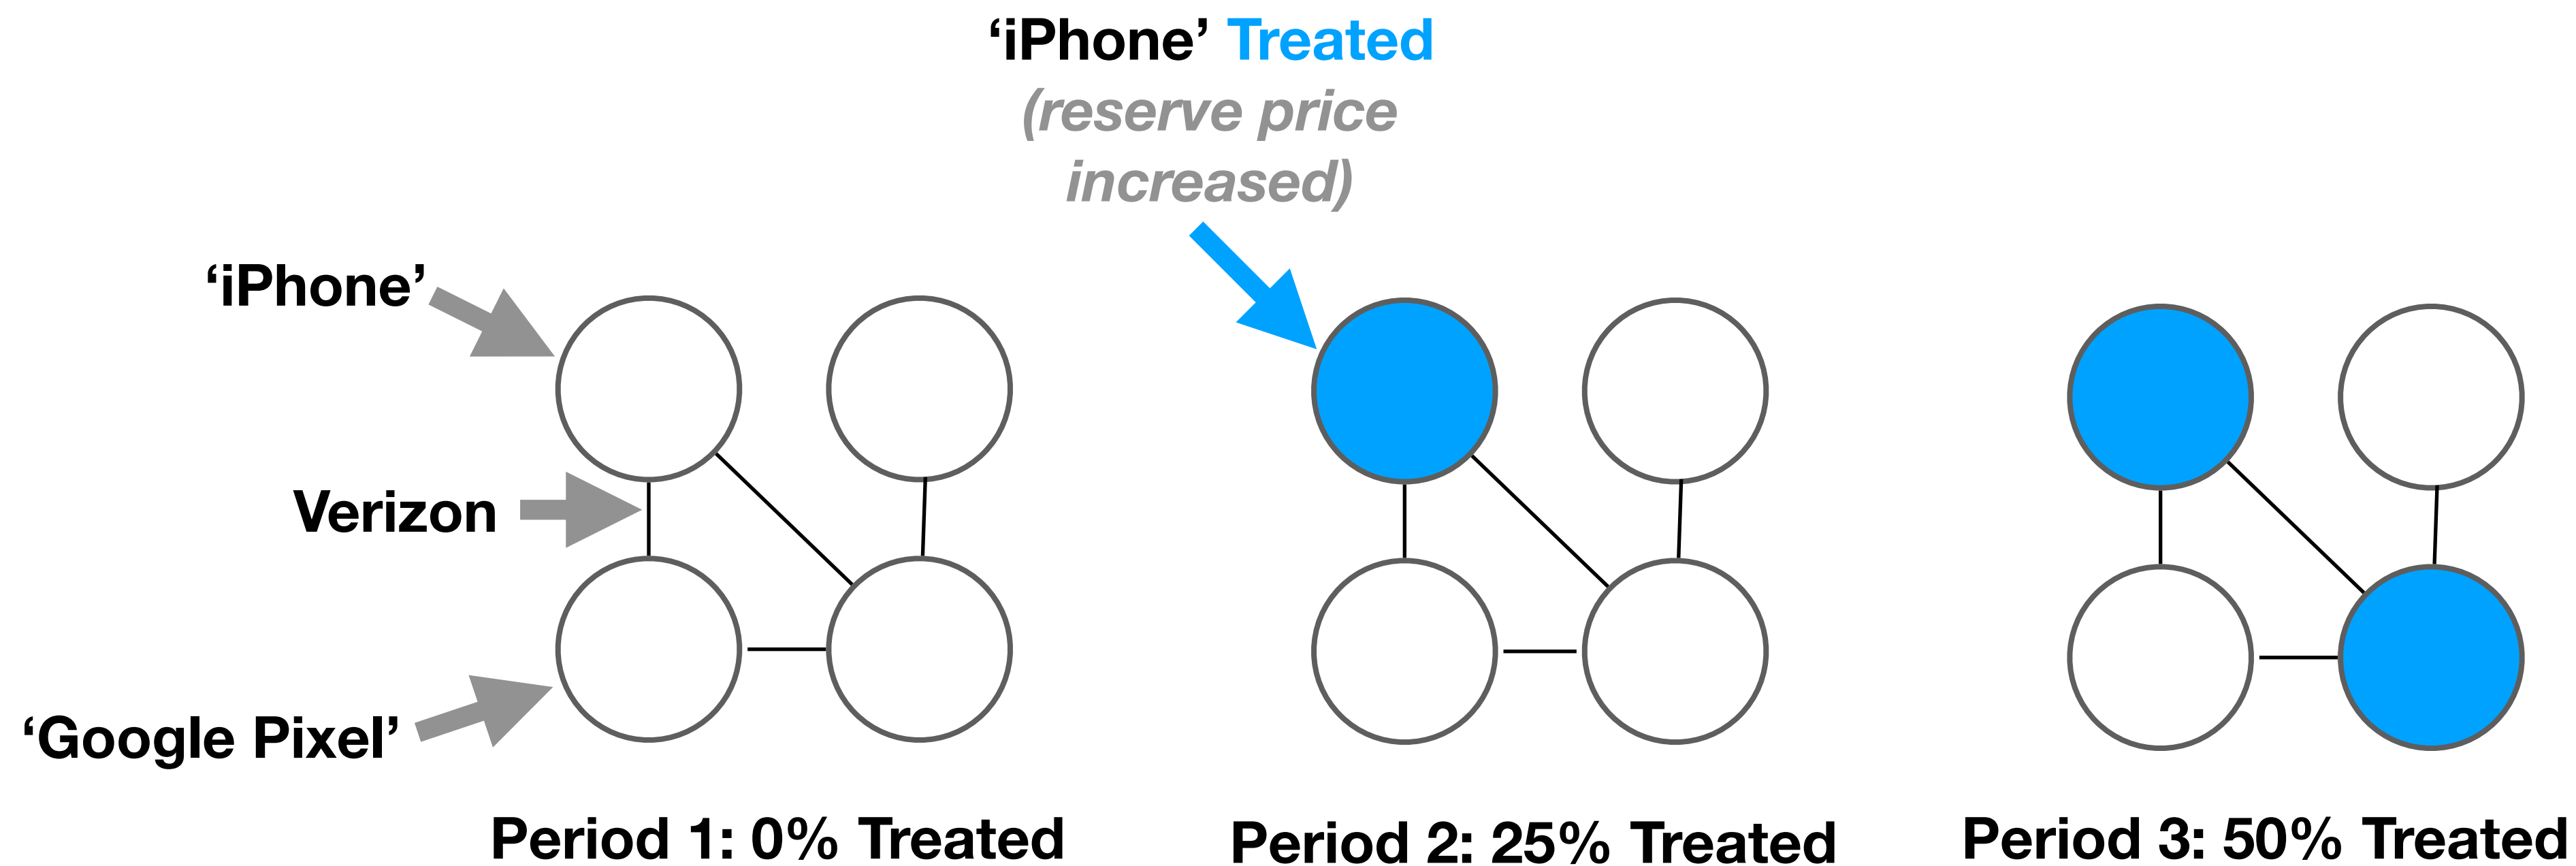 ‘iPhone’ Treated
(reserve price
increased)
‘iPhone’
Verizon
‘Google Pixel’
Period 1: 0% Treated
Period 2: 25% Treated
Period 3: 50% Treated